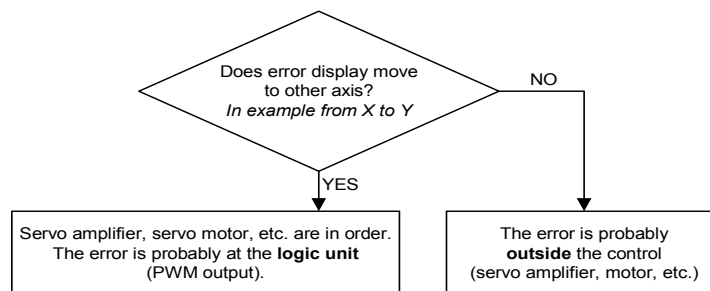 Does error display move
to other axis?
In example from X to Y
NO
YES
Servo amplifier, servo motor, etc. are in order.
The error is probably at the logic unit
(PWM output).
The error is probably
outside the control
(servo amplifier, motor, etc.)